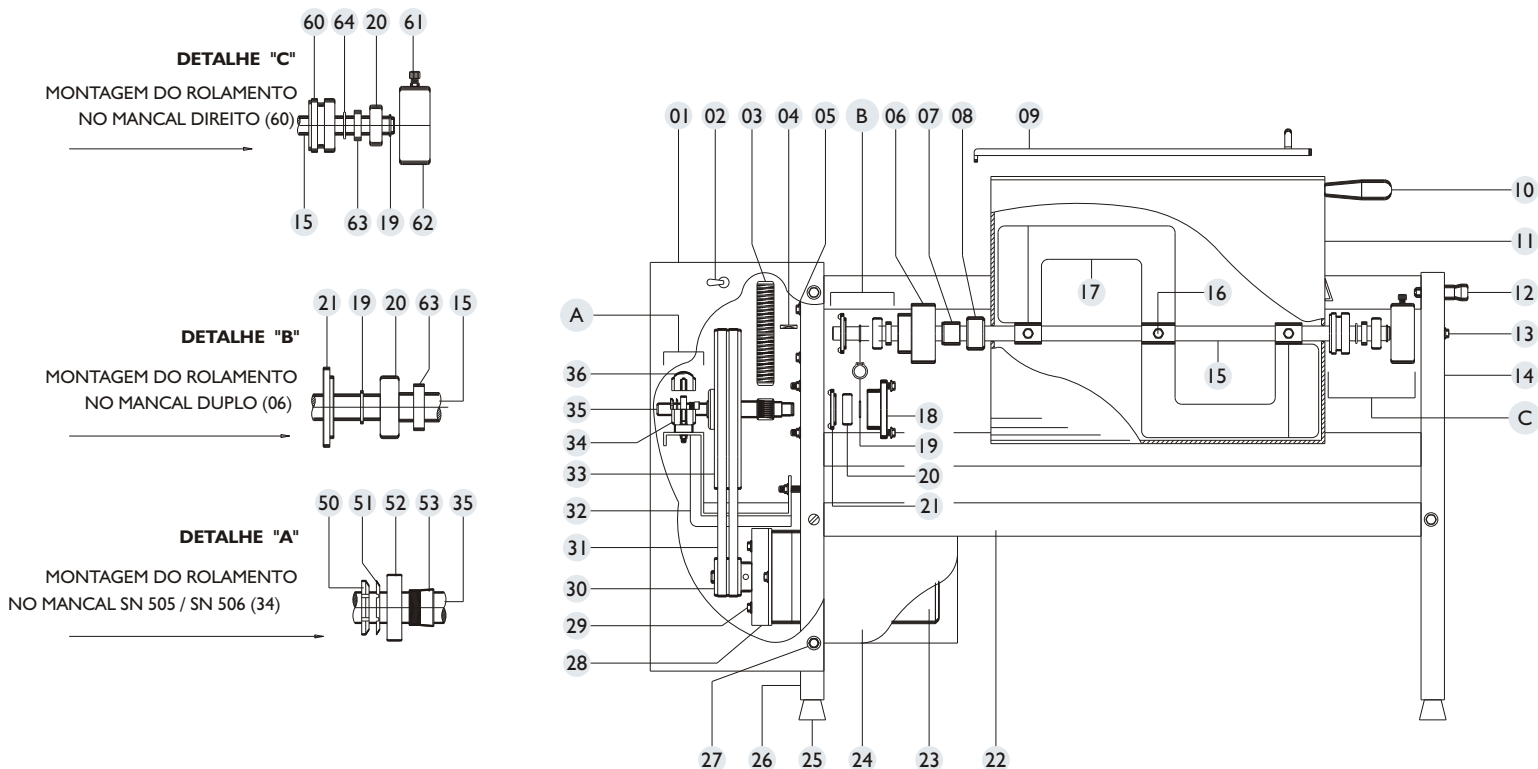 60 64 20 61
DETALHE "C"
MONTAGEM DO ROLAMENTO
NO MANCAL DIREITO (60)
15 63 19 62
21 19 20 63 15
DETALHE "B"
MONTAGEM DO ROLAMENTO
NO MANCAL DUPLO (06)
50 51 52 53 35
DETALHE "A"
MONTAGEM DO ROLAMENTO
NO MANCAL SN 505 / SN 506 (34)
01 02 03 04 05 B 06 07 08 09
10
11
A
17 16
12
13
36
15
14
35
18
C
34
19
33
20
32
21
31
30
29
28
27 26 25 24 23 22